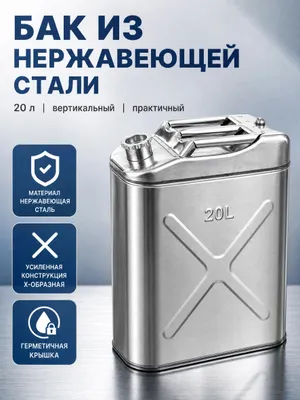 БАК ИЗ
НЕРЖАВЕЮЩЕЙ
СТАЛИ
20 л | вертикальный | практичный
20L
МАТЕРИАЛ
НЕРЖАВЕЮЩАЯ
СТАЛЬ
УСИЛЕННАЯ
КОНСТРУКЦИЯ
X-ОБРАЗНАЯ
ГЕРМЕТИЧНАЯ
КРЫШКА